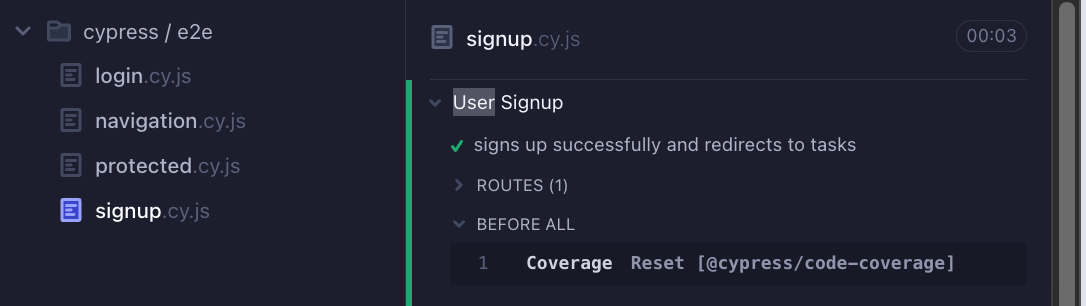 cypress / e2e
login.cy.js
navigation.cy.js
protected.cy.js
signup.cy.js
signup.cy.js
00:03
User Signup
signs up successfully and redirects to tasks
ROUTES (1)
BEFORE ALL
1 Coverage Reset [@cypress/code-coverage]